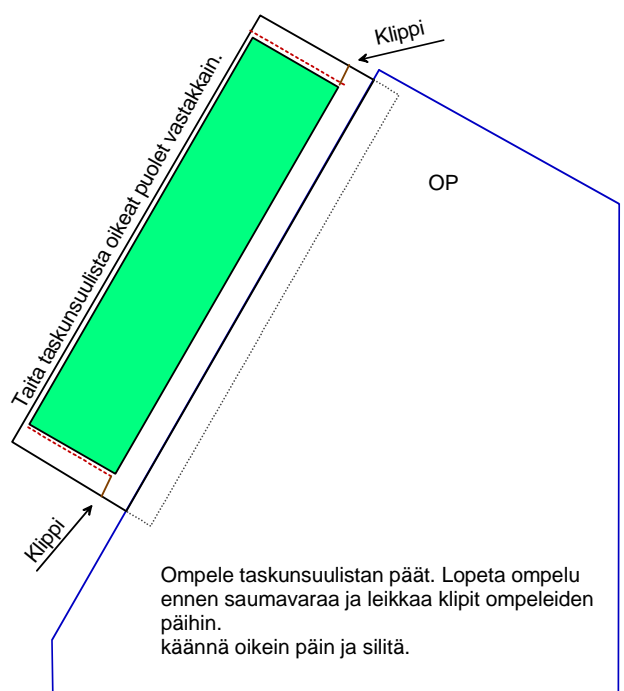 Klippi
Taita taskunsuulista oikeat puolet vastakkain.
OP
Klippi
Ompele taskunsuulistan päät. Lopeta ompelu
ennen saumavaraa ja leikkaa klipit ompeleiden
päihin.
käännä oikein päin ja silitä.